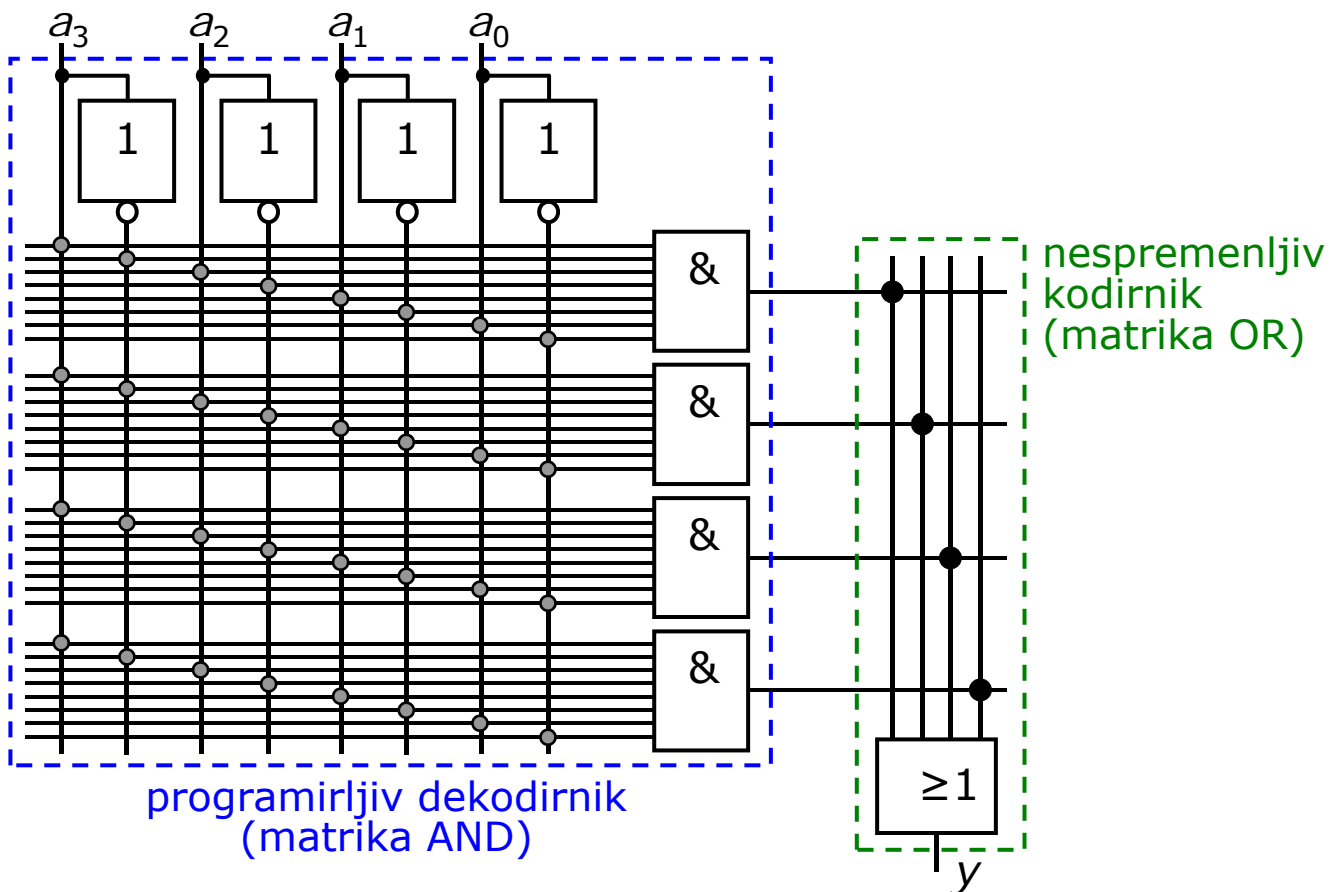 a₃ a₂ a₁ a₀
1 1 1 1
&
nespremenljiv
kodirnik
(matrika OR)
&
&
&
≥1
programirljiv dekodirnik
(matrika AND)
y